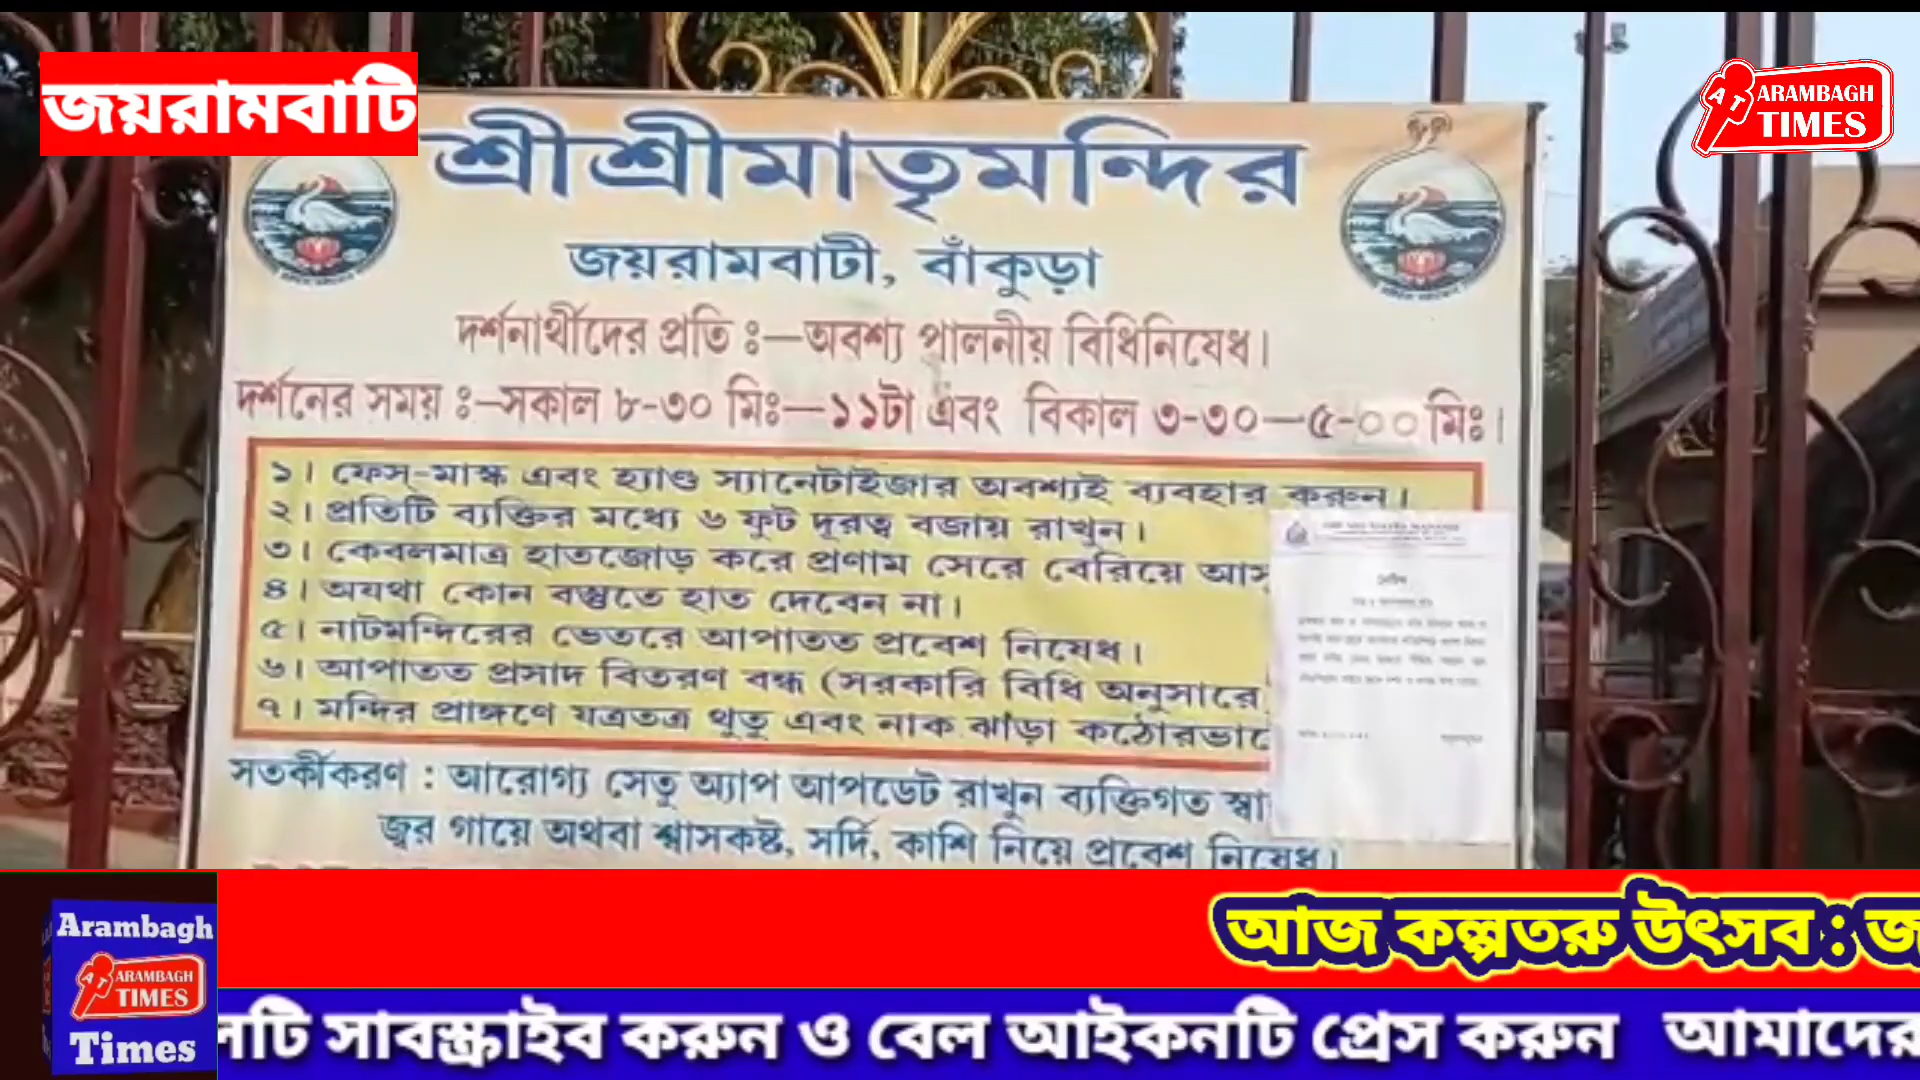 জয়রামবাটি
ARAMBAGH
TIMES
শ্রীশ্রীমাতৃমন্দির
জয়রামবাটী, বাঁকুড়া
দর্শনার্থীদের প্রতি ঃ—অবশ্য পালনীয় বিধিনিষেধ।
দর্শনের সময় ঃ–সকাল ৮-৩০ মিঃ—১১টা এবং বিকাল ৩-৩০—৫-০০ মিঃ।
১। ফেস্-মাস্ক এবং হ্যাণ্ড স্যানেটাইজার অবশ্যই ব্যবহার করুন।
২। প্রতিটি ব্যক্তির মধ্যে ৬ ফুট দূরত্ব বজায় রাখুন।
৩। কেবলমাত্র হাতজোড় করে প্রণাম সেরে বেরিয়ে
৪। অযথা কোন বস্তুতে হাত দেবেন না।
৫। নাটমন্দিরের ভেতরে আপাতত প্রবেশ নিষেধ।
৬। আপাতত প্রসাদ বিতরণ বন্ধ (সরকারি বিধি অনুসারে
৭। মন্দির প্রাঙ্গণে যত্রতত্র থুতু এবং নাক ঝাড়া
সতর্কীকরণ : আরোগ্য সেতু অ্যাপ আপডেট রাখুন ব্যক্তিগত
জ্বর গায়ে অথবা শ্বাসকষ্ট, সর্দি, কাশি নিয়ে প্রবেশ নিষেধ।
আজ কল্পতরু উৎসব : জ
Arambagh
ARAMBAGH
TIMES
Times
লটি সাবস্ক্রাইব করুন ও বেল আইকনটি প্রেস করুন আমাদের